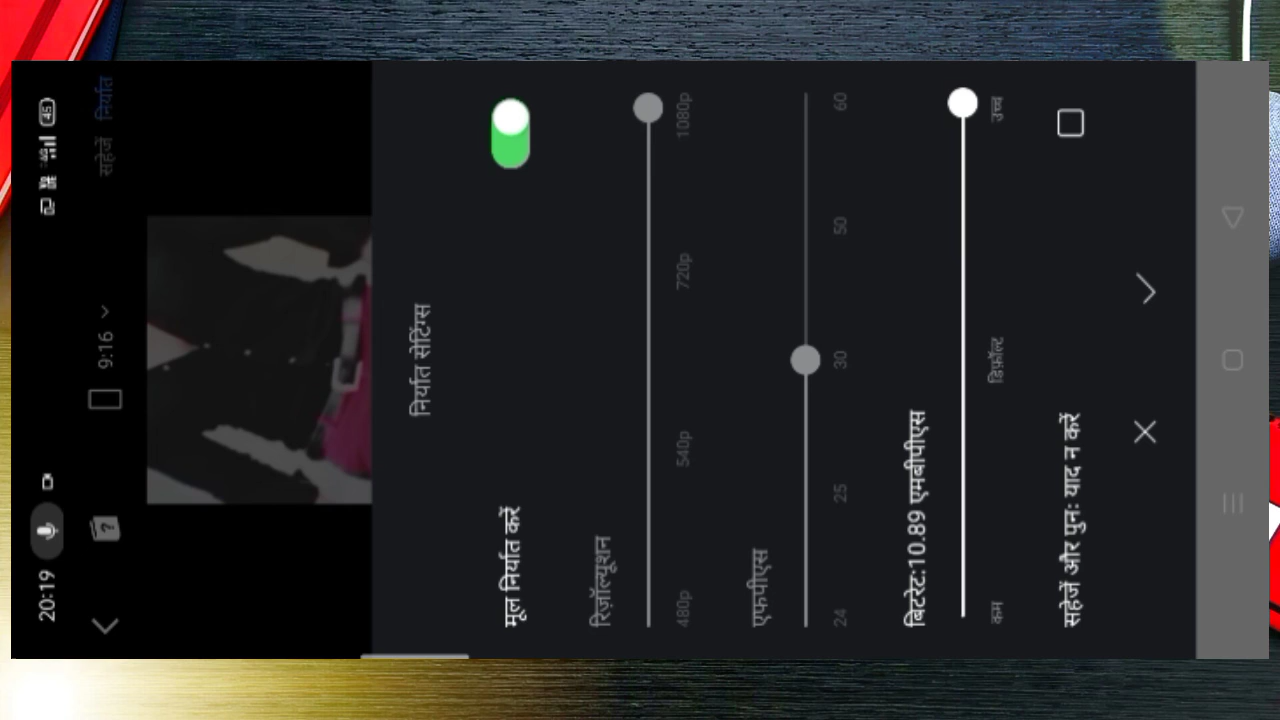 20:19
45
9:16
सहेजें निर्यात
निर्यात सेटिंग्स
मूल निर्यात करें
रिज़ॉल्यूशन
480p 540p 720p 1080p
एफपीएस
24 25 30 50 60
बिटरेट:10.89 एमबीपीएस
कम डिफ़ॉल्ट उच्च
सहेजें और पुनः याद न करें